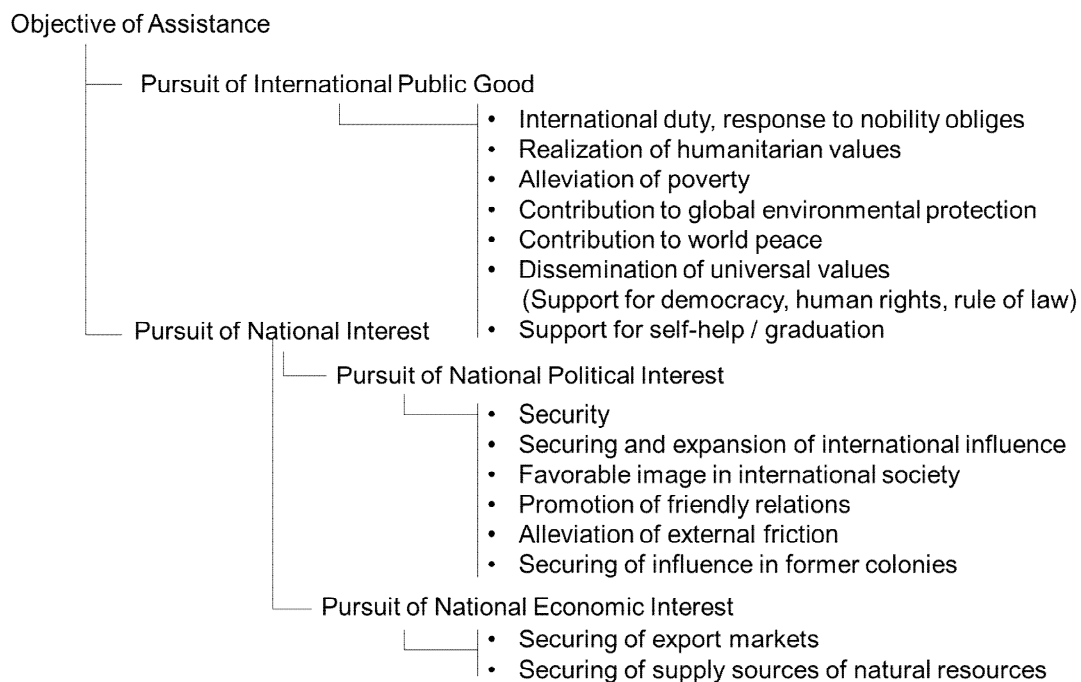 Objective of Assistance
Pursuit of International Public Good
• International duty, response to nobility obliges
• Realization of humanitarian values
• Alleviation of poverty
• Contribution to global environmental protection
• Contribution to world peace
• Dissemination of universal values
(Support for democracy, human rights, rule of law)
• Support for self-help / graduation
Pursuit of National Interest
Pursuit of National Political Interest
• Security
• Securing and expansion of international influence
• Favorable image in international society
• Promotion of friendly relations
• Alleviation of external friction
• Securing of influence in former colonies
Pursuit of National Economic Interest
• Securing of export markets
• Securing of supply sources of natural resources